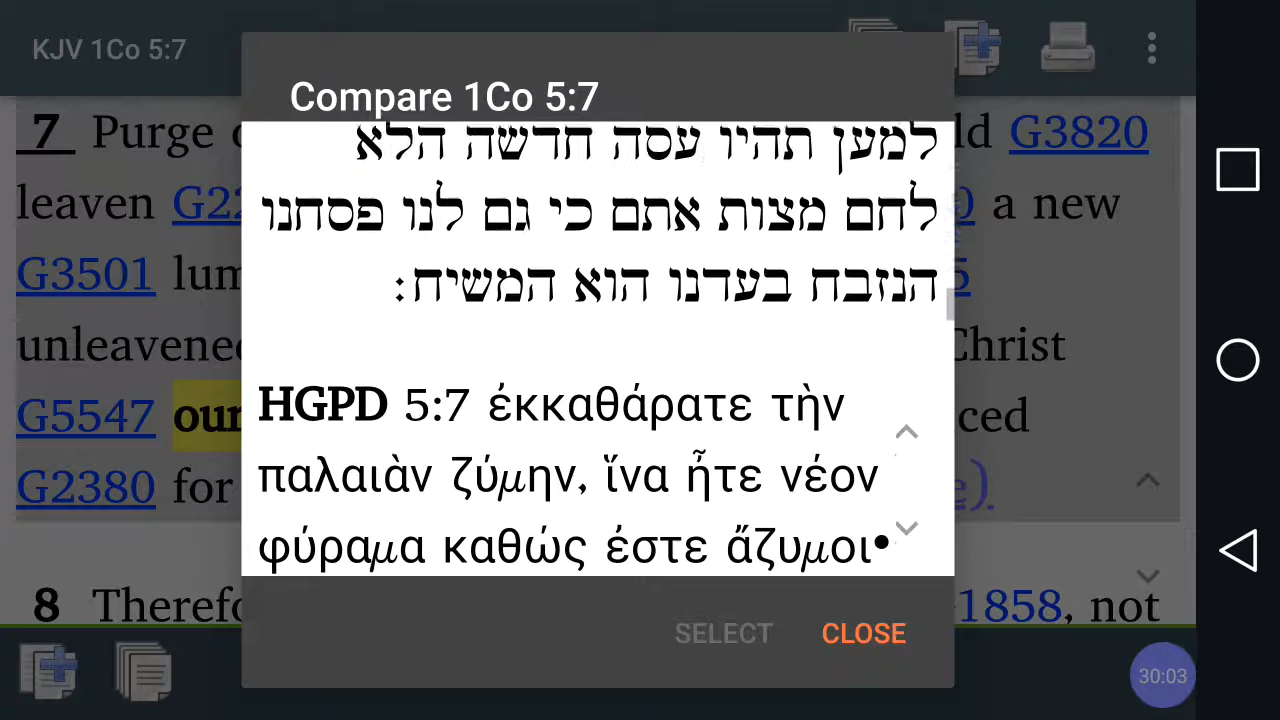 KJV 1Co 5:7
Compare 1Co 5:7
7 Purge ld G3820
leaven a new
G3501
unleavene Christ
G5547 our ced
G2380 for e).
8 1858, not
למען תהיו עסה חדשה הלא
לחם מצות אתם כי גם לנו פסחנו
הנזבח בעדנו הוא המשיח:
HGPD 5:7 ἐκκαθάρατε τὴν
παλαιὰν ζύμην, ἵνα ἦτε νέον
φύραμα καθώς ἐστε ἄζυμοι•
SELECT CLOSE
30:03